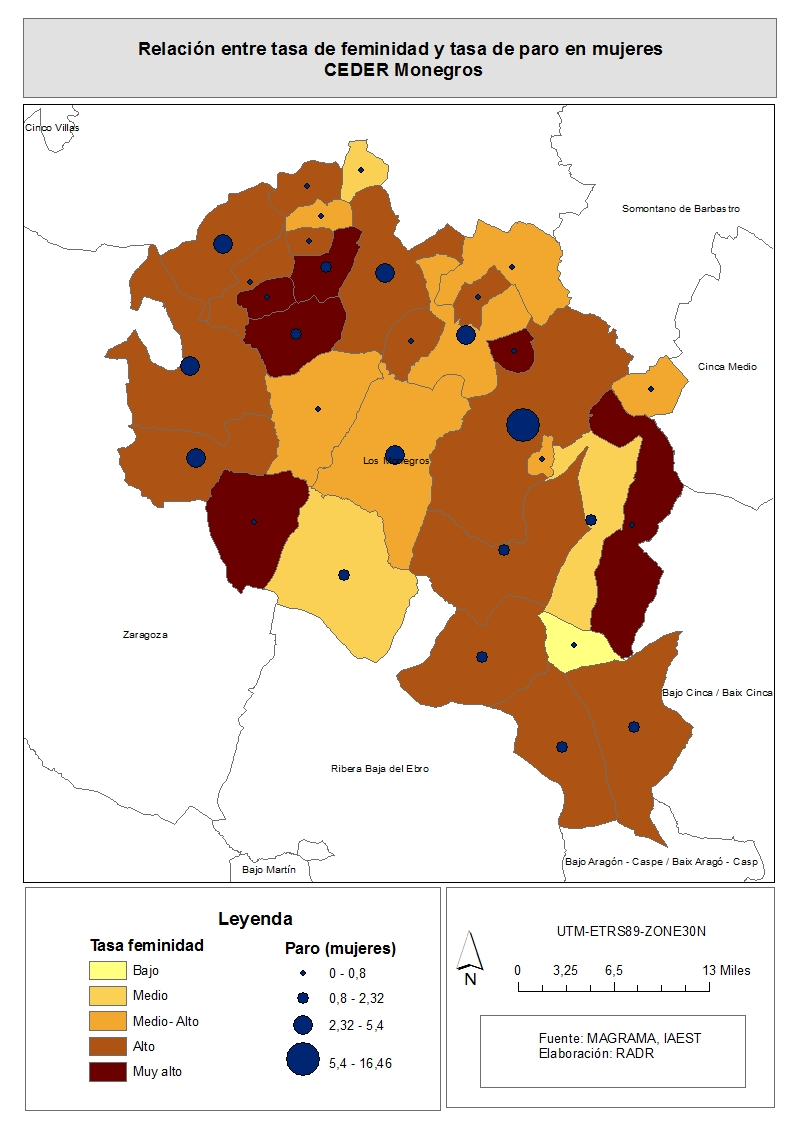 Relación entre tasa de feminidad y tasa de paro en mujeres
CEDER Monegros
Cinco Villas
Somontano de Barbastro
Cinca Medio
Los Monegros
Zaragoza
Bajo Cinca / Baix Cinca
Ribera Baja del Ebro
Bajo Martín
Bajo Aragón - Caspe / Baix Aragó - Casp
Leyenda
Tasa feminidad
Bajo
Medio
Medio- Alto
Alto
Muy alto
Paro (mujeres)
0 - 0,8
0,8 - 2,32
2,32 - 5,4
5,4 - 16,46
N
UTM-ETRS89-ZONE30N
0 3,25 6,5 13 Miles
Fuente: MAGRAMA, IAEST
Elaboración: RADR